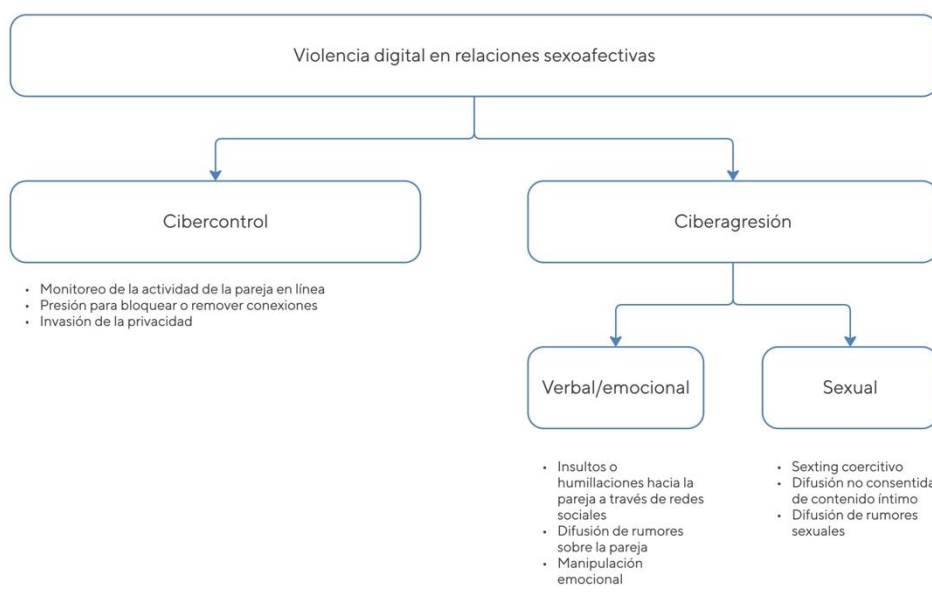 Violencia digital en relaciones sexoafectivas
Cibercontrol
Ciberagresión
• Monitoreo de la actividad de la pareja en línea
• Presión para bloquear o remover conexiones
• Invasión de la privacidad
Verbal/emocional
Sexual
• Insultos o
humillaciones hacia la
pareja a través de redes
sociales
• Difusión de rumores
sobre la pareja
• Manipulación
emocional
• Sexting coercitivo
• Difusión no consentida
de contenido íntimo
• Difusión de rumores
sexuales